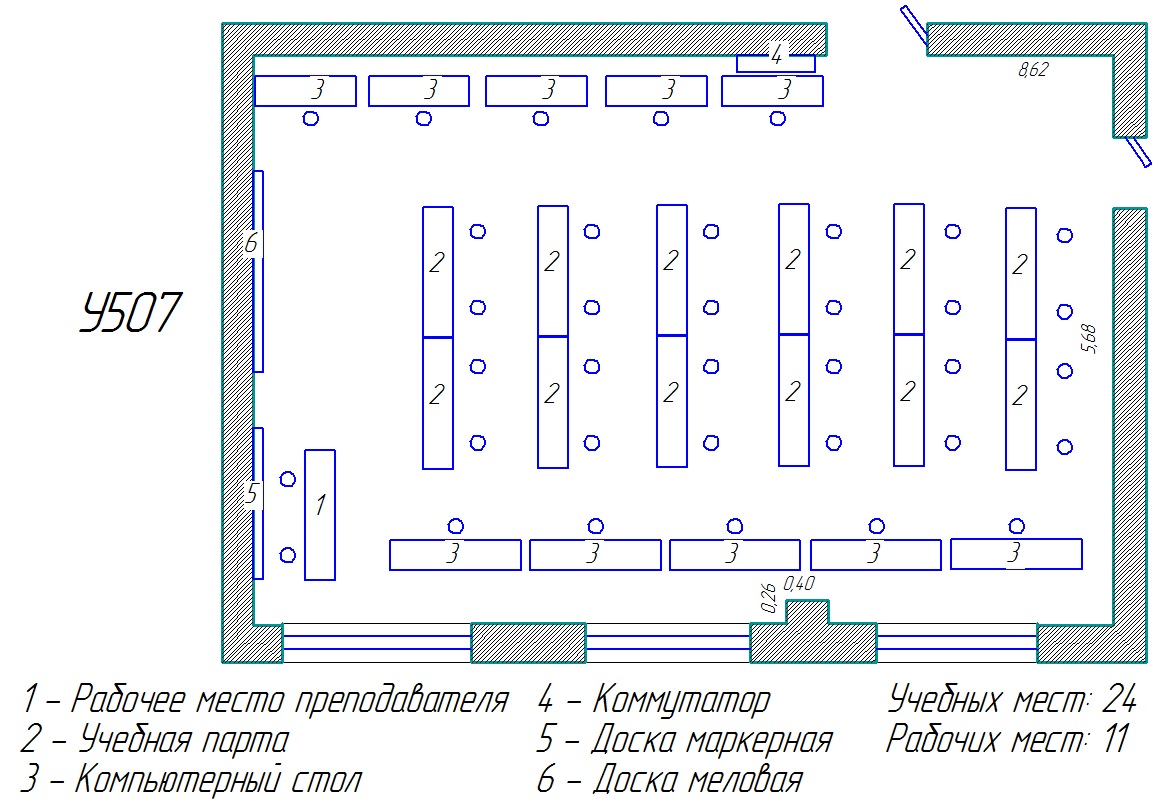 4
8,62
3 3 3 3 3
6
У507
2 2 2 2 2 2
5,68
2 2 2 2 2 2
5
1
3 3 3 3 3
0,26 0,40
1 – Рабочее место преподавателя
2 – Учебная парта
3 – Компьютерный стол
4 – Коммутатор
5 – Доска маркерная
6 – Доска меловая
Учебных мест: 24
Рабочих мест: 11